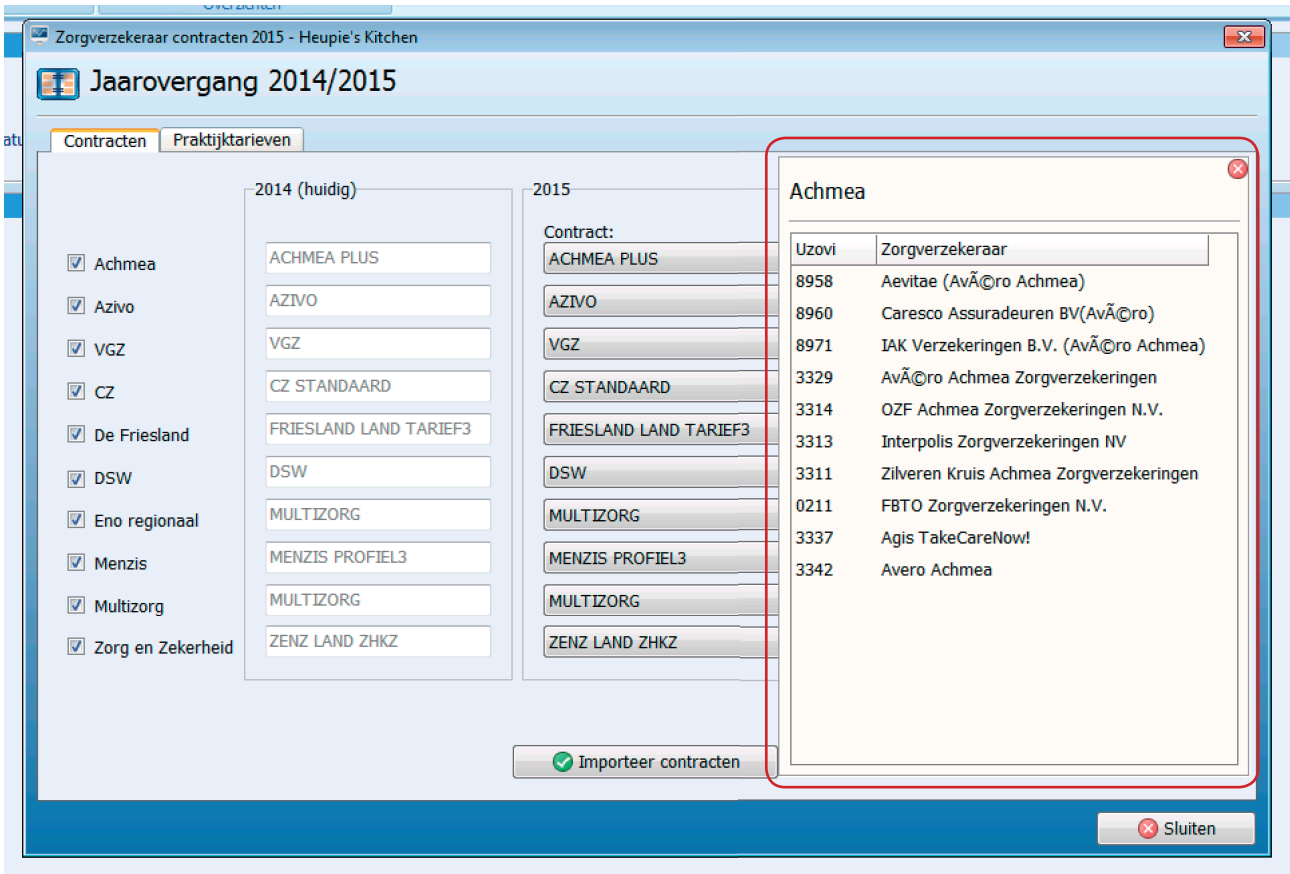 Overzichten
Zorgverzekeraar contracten 2015 - Heupie's Kitchen
Jaarovergang 2014/2015
Contracten Praktijktarieven
2014 (huidig) 2015
Contract:
Achmea ACHMEA PLUS ACHMEA PLUS
Azivo AZIVO AZIVO
VGZ VGZ VGZ
CZ CZ STANDAARD CZ STANDAARD
De Friesland FRIESLAND LAND TARIEF3 FRIESLAND LAND TARIEF3
DSW DSW DSW
Eno regionaal MULTIZORG MULTIZORG
Menzis MENZIS PROFIEL3 MENZIS PROFIEL3
Multizorg MULTIZORG MULTIZORG
Zorg en Zekerheid ZENZ LAND ZHKZ ZENZ LAND ZHKZ
Importeer contracten
Achmea
Uzovi Zorgverzekeraar
8958 Aevitae (AvÃ©ro Achmea)
8960 Caresco Assuradeuren BV(AvÃ©ro)
8971 IAK Verzekeringen B.V. (AvÃ©ro Achmea)
3329 AvÃ©ro Achmea Zorgverzekeringen
3314 OZF Achmea Zorgverzekeringen N.V.
3313 Interpolis Zorgverzekeringen NV
3311 Zilveren Kruis Achmea Zorgverzekeringen
0211 FBTO Zorgverzekeringen N.V.
3337 Agis TakeCareNow!
3342 Avero Achmea
Sluiten